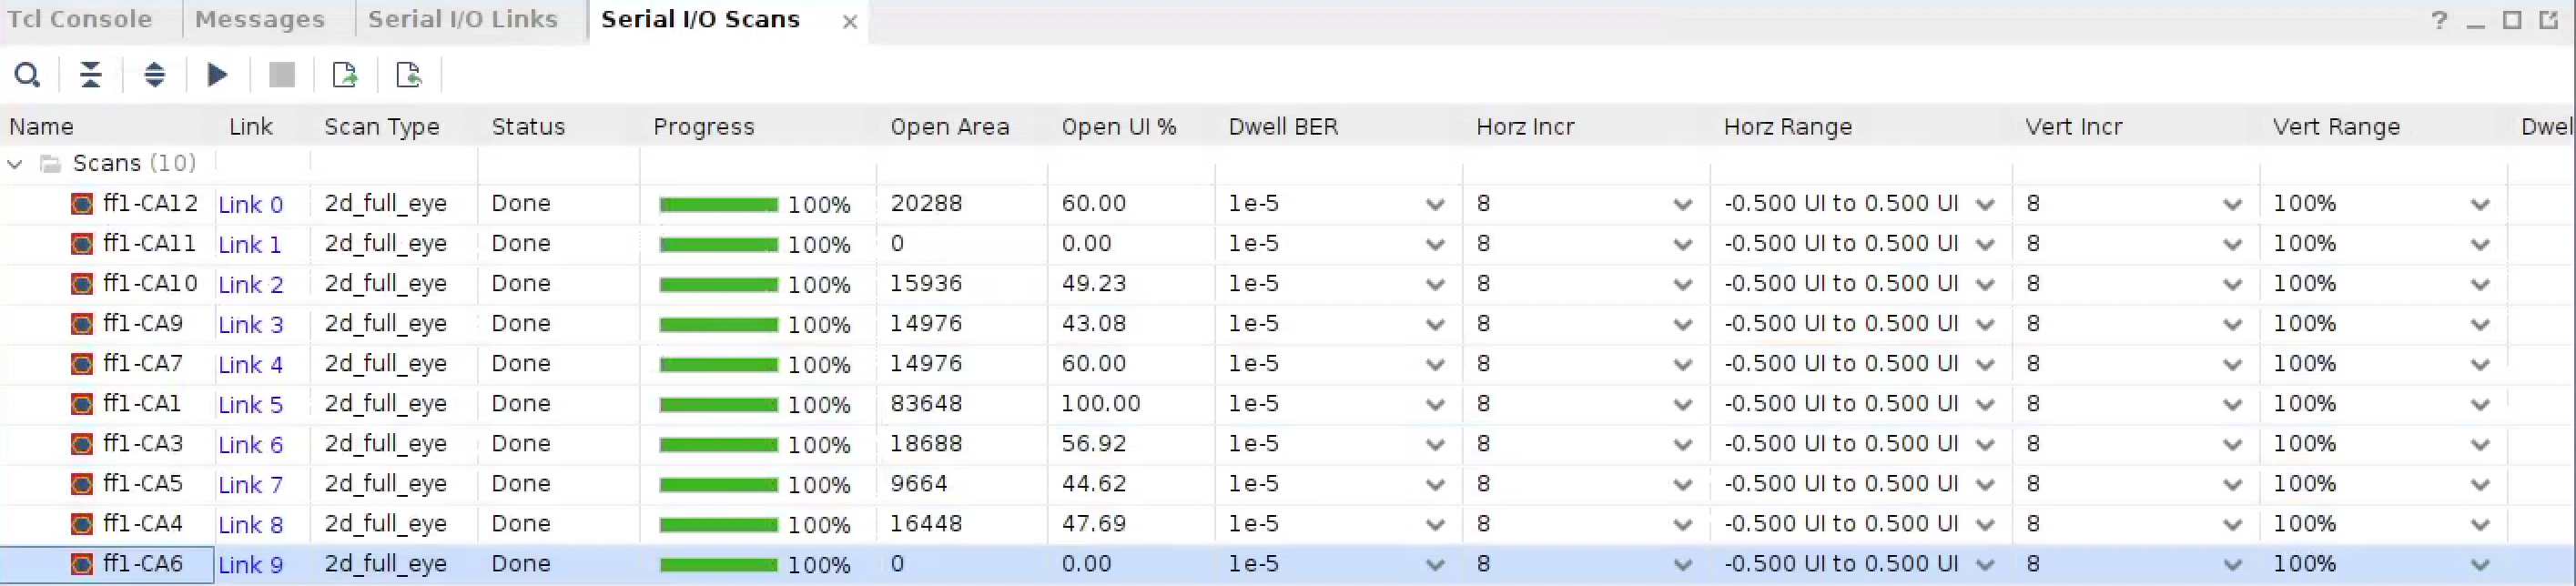 Tcl Console Messages Serial I/O Links Serial I/O Scans
Name Link Scan Type Status Progress Open Area Open UI % Dwell BER Horz Incr Horz Range Vert Incr Vert Range Dwel
Scans (10)
ff1-CA12 Link 0 2d_full_eye Done 100% 20288 60.00 1e-5 8 -0.500 UI to 0.500 UI 8 100%
ff1-CA11 Link 1 2d_full_eye Done 100% 0 0.00 1e-5 8 -0.500 UI to 0.500 UI 8 100%
ff1-CA10 Link 2 2d_full_eye Done 100% 15936 49.23 1e-5 8 -0.500 UI to 0.500 UI 8 100%
ff1-CA9 Link 3 2d_full_eye Done 100% 14976 43.08 1e-5 8 -0.500 UI to 0.500 UI 8 100%
ff1-CA7 Link 4 2d_full_eye Done 100% 14976 60.00 1e-5 8 -0.500 UI to 0.500 UI 8 100%
ff1-CA1 Link 5 2d_full_eye Done 100% 83648 100.00 1e-5 8 -0.500 UI to 0.500 UI 8 100%
ff1-CA3 Link 6 2d_full_eye Done 100% 18688 56.92 1e-5 8 -0.500 UI to 0.500 UI 8 100%
ff1-CA5 Link 7 2d_full_eye Done 100% 9664 44.62 1e-5 8 -0.500 UI to 0.500 UI 8 100%
ff1-CA4 Link 8 2d_full_eye Done 100% 16448 47.69 1e-5 8 -0.500 UI to 0.500 UI 8 100%
ff1-CA6 Link 9 2d_full_eye Done 100% 0 0.00 1e-5 8 -0.500 UI to 0.500 UI 8 100%